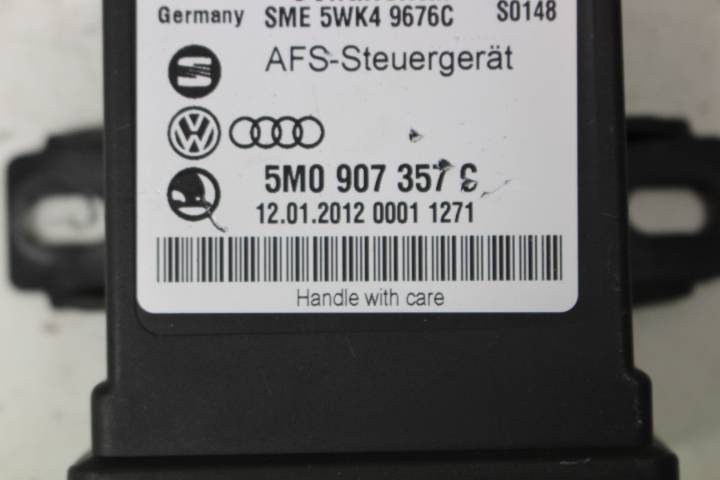 Germany SME 5WK4 9676C S0148
AFS-Steuergerät
5M0 907 357 C
12.01.2012 0001 1271
Handle with care